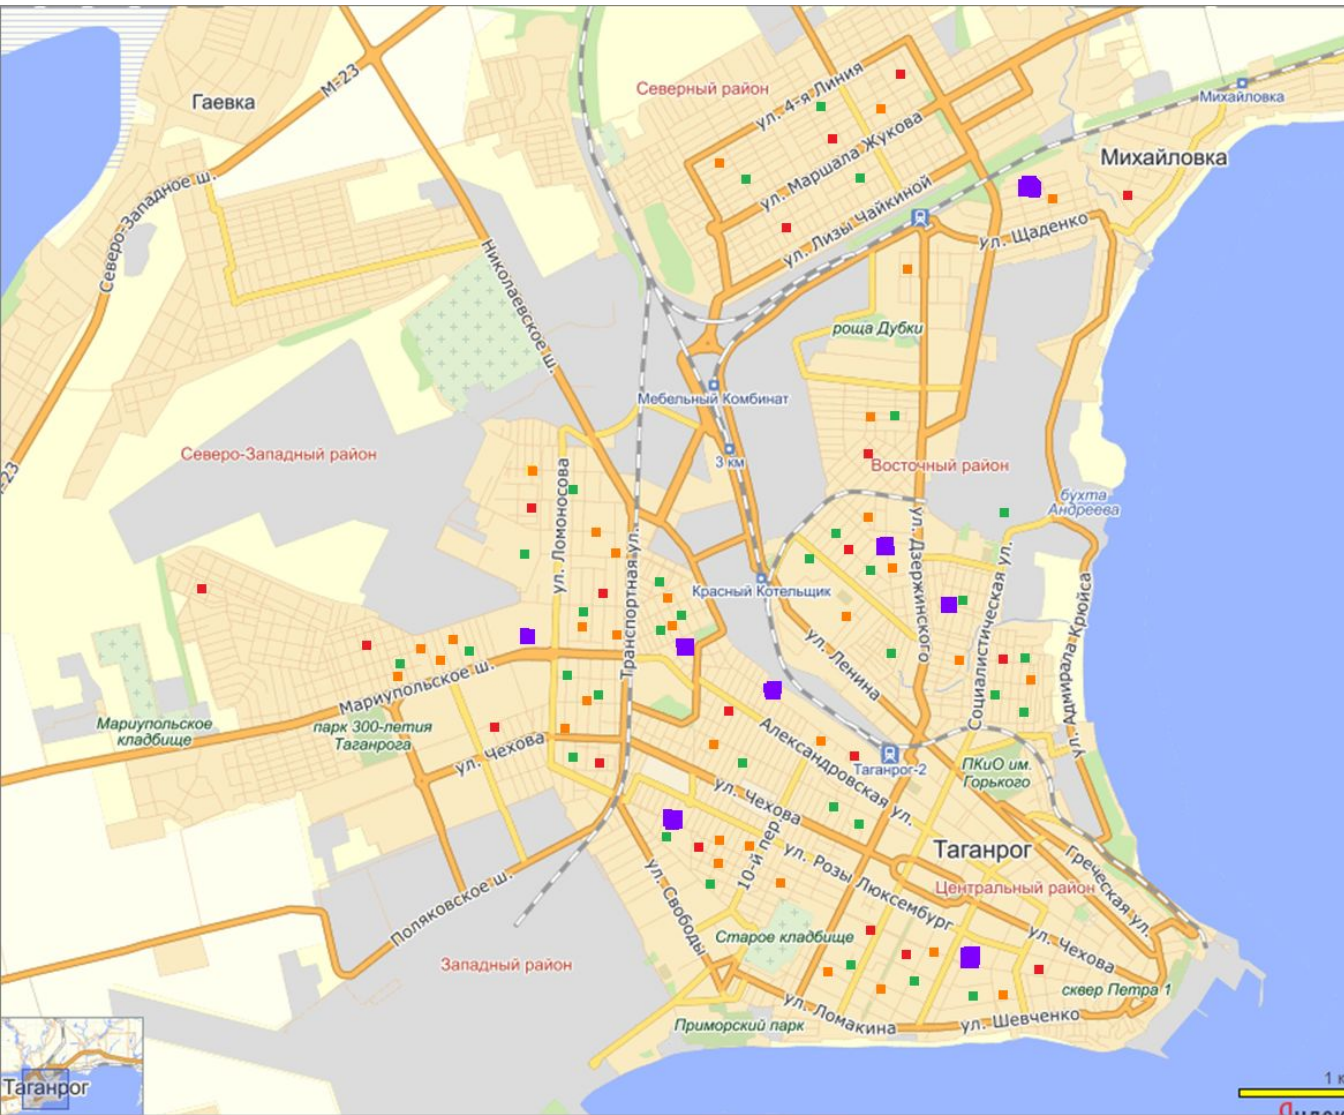 Северный район
ул. 4-я Линия
Михайловка
М-23
Гаевка
ул. Маршала Жукова
Михайловка
Северо-Западное ш.
ул. Лизы Чайкиной
ул. Щаденко
Николаевское ш.
роща Дубки
Мебельный Комбинат
Северо-Западный район
3 км
Восточный район
бухта
Андреева
ул. Ломоносова
Транспортная ул.
ул. Дзержинского
Социалистическая ул.
ул. Адмирала Крюйса
Красный Котельщик
ул. Ленина
Мариупольское ш.
Мариупольское
кладбище
парк 300-летия
Таганрога
ул. Чехова
Александровская ул.
Таганрог-2
ПКиО им.
Горького
ул. Чехова
10-й пер.
ул. Розы Люксембург
Таганрог
Греческая ул.
Центральный район
ул. Свободы
Поляковское ш.
Старое кладбище
ул. Чехова
Западный район
сквер Петра 1
Приморский парк
ул. Ломакина
ул. Шевченко
Таганрог